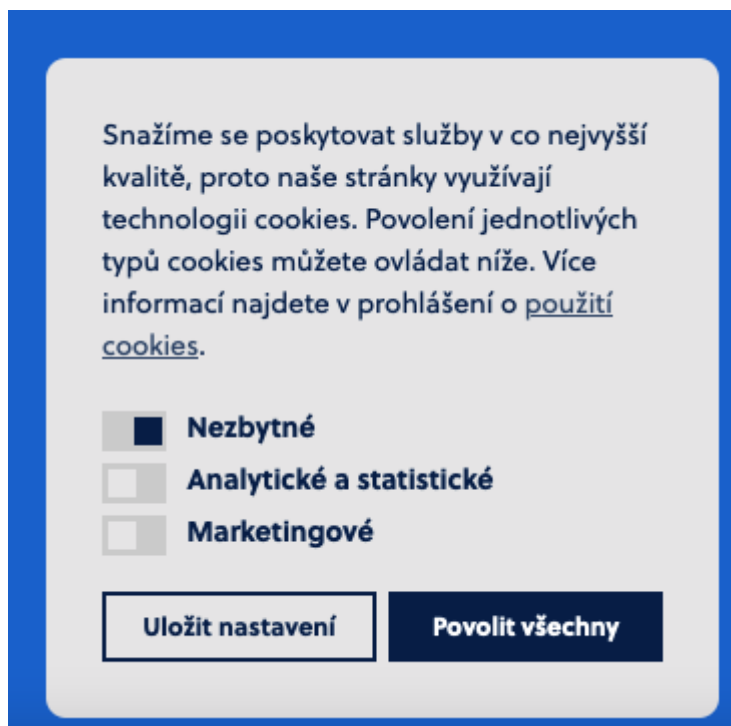 Snažíme se poskytovat služby v co nejvyšší
kvalitě, proto naše stránky využívají
technologii cookies. Povolení jednotlivých
typů cookies můžete ovládat níže. Více
informací najdete v prohlášení o použití
cookies.
Nezbytné
Analytické a statistické
Marketingové
Uložit nastavení
Povolit všechny